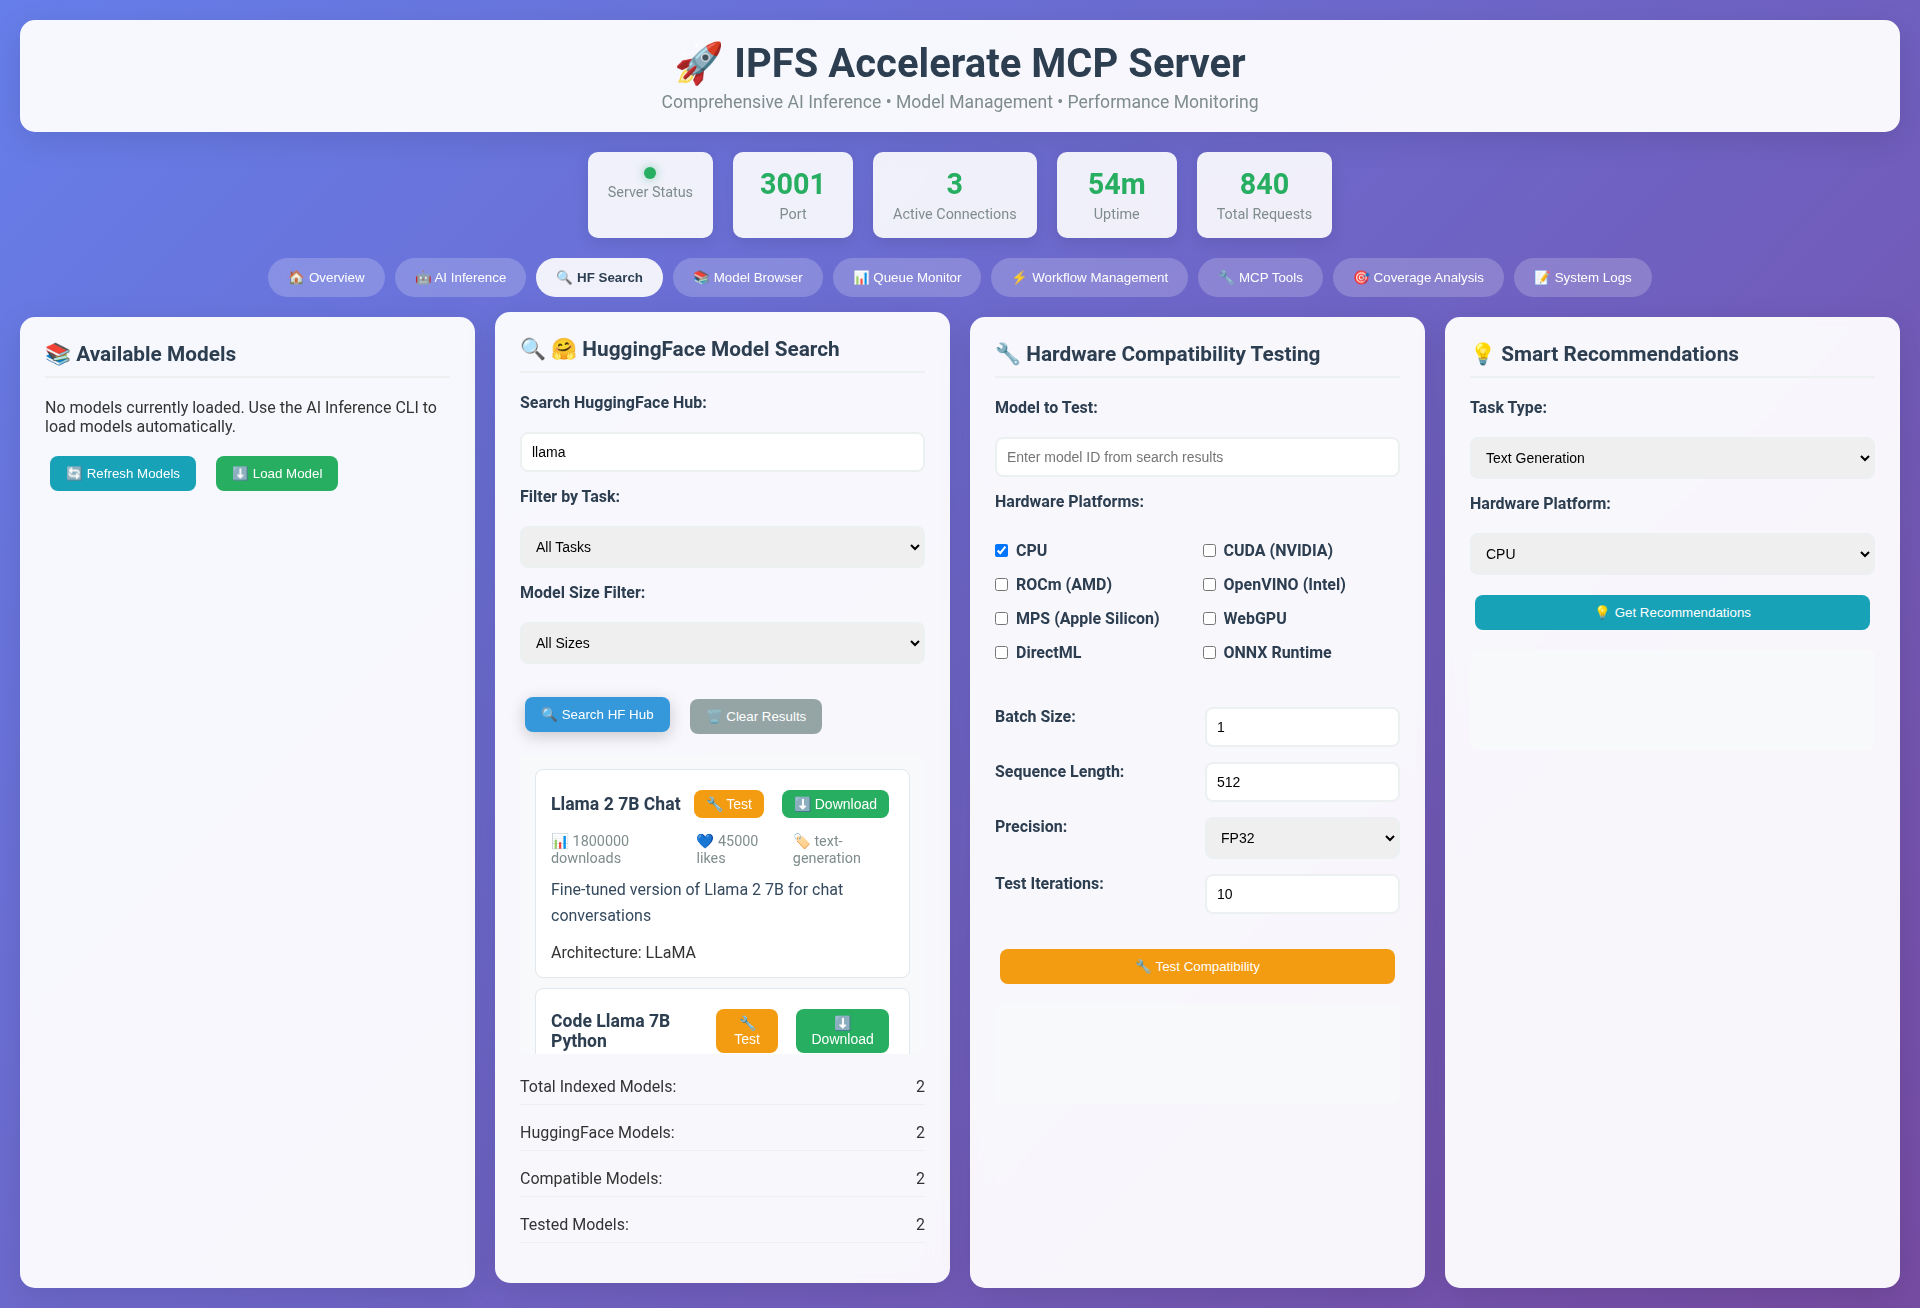 🚀 IPFS Accelerate MCP Server
Comprehensive AI Inference • Model Management • Performance Monitoring
Server Status
3001
Port
3
Active Connections
54m
Uptime
840
Total Requests
🏠 Overview
🤖 AI Inference
🔍 HF Search
📚 Model Browser
📊 Queue Monitor
⚡ Workflow Management
🔧 MCP Tools
🎯 Coverage Analysis
📝 System Logs
📚 Available Models
No models currently loaded. Use the AI Inference CLI to
load models automatically.
🔄 Refresh Models
⬇️ Load Model
🔍 🤗 HuggingFace Model Search
Search HuggingFace Hub:
llama
Filter by Task:
All Tasks
Model Size Filter:
All Sizes
🔍 Search HF Hub
🗑️ Clear Results
Llama 2 7B Chat
🔧 Test
⬇️ Download
📊 1800000
downloads
💙 45000
likes
🏷️ text-
generation
Fine-tuned version of Llama 2 7B for chat
conversations
Architecture: LLaMA
Code Llama 7B
Python
🔧
Test
⬇️
Download
Total Indexed Models: 2
HuggingFace Models: 2
Compatible Models: 2
Tested Models: 2
🔧 Hardware Compatibility Testing
Model to Test:
Enter model ID from search results
Hardware Platforms:
CPU
CUDA (NVIDIA)
ROCm (AMD)
OpenVINO (Intel)
MPS (Apple Silicon)
WebGPU
DirectML
ONNX Runtime
Batch Size: 1
Sequence Length: 512
Precision: FP32
Test Iterations: 10
🔧 Test Compatibility
💡 Smart Recommendations
Task Type:
Text Generation
Hardware Platform:
CPU
💡 Get Recommendations